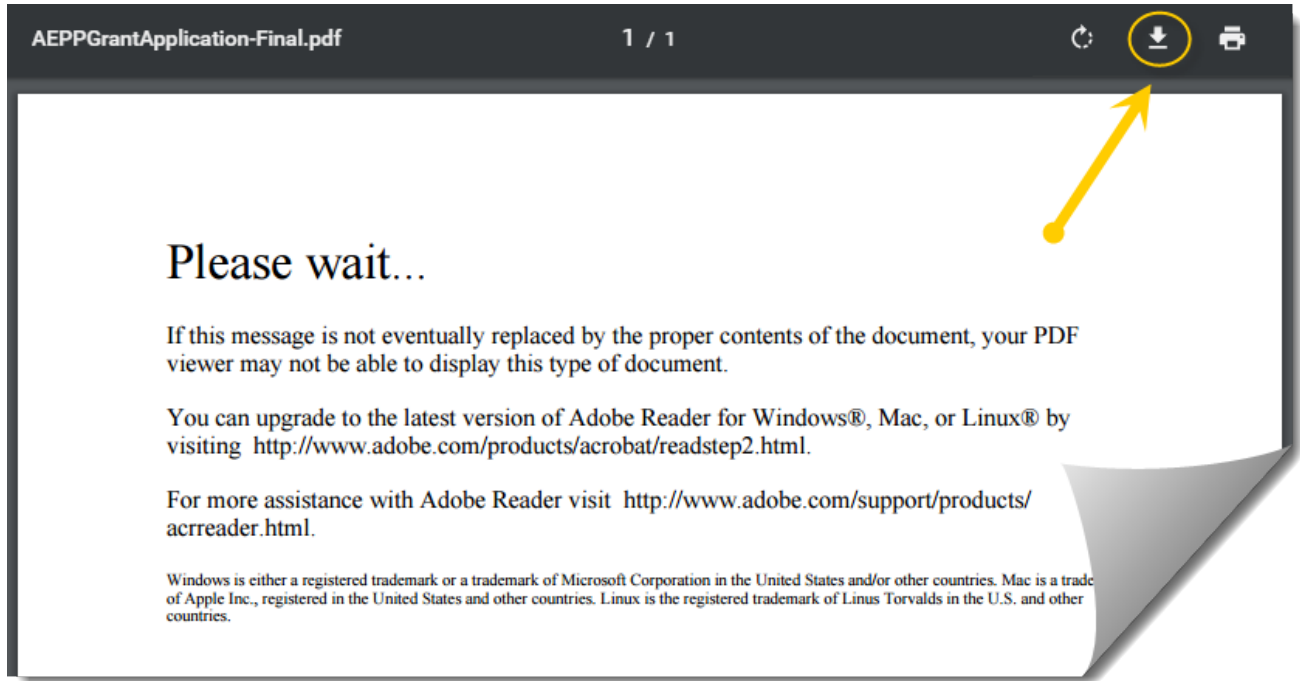 AEPPGrantApplication-Final.pdf 1 / 1
Please wait...
If this message is not eventually replaced by the proper contents of the document, your PDF
viewer may not be able to display this type of document.
You can upgrade to the latest version of Adobe Reader for Windows®, Mac, or Linux® by
visiting http://www.adobe.com/products/acrobat/readstep2.html.
For more assistance with Adobe Reader visit http://www.adobe.com/support/products/
acrreader.html.
Windows is either a registered trademark or a trademark of Microsoft Corporation in the United States and/or other countries. Mac is a trade
of Apple Inc., registered in the United States and other countries. Linux is the registered trademark of Linus Torvalds in the U.S. and other
countries.